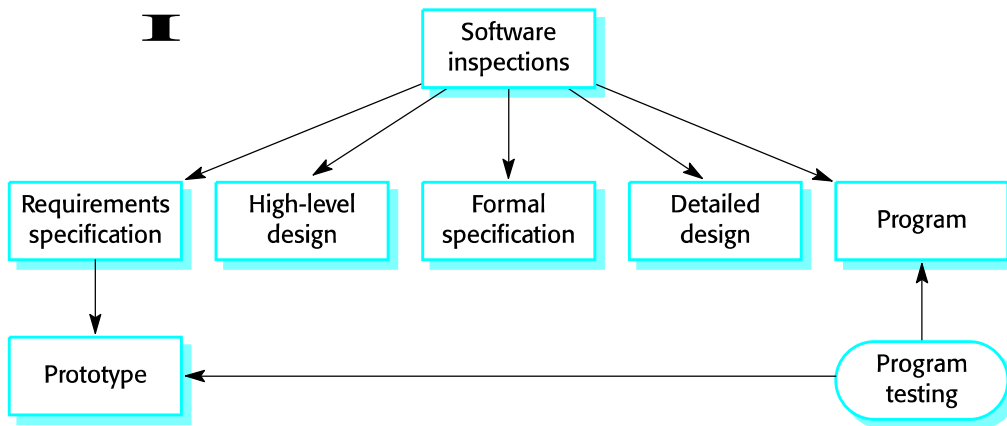 I
Software
inspections
Requirements
specification
High-level
design
Formal
specification
Detailed
design
Program
Prototype
Program
testing